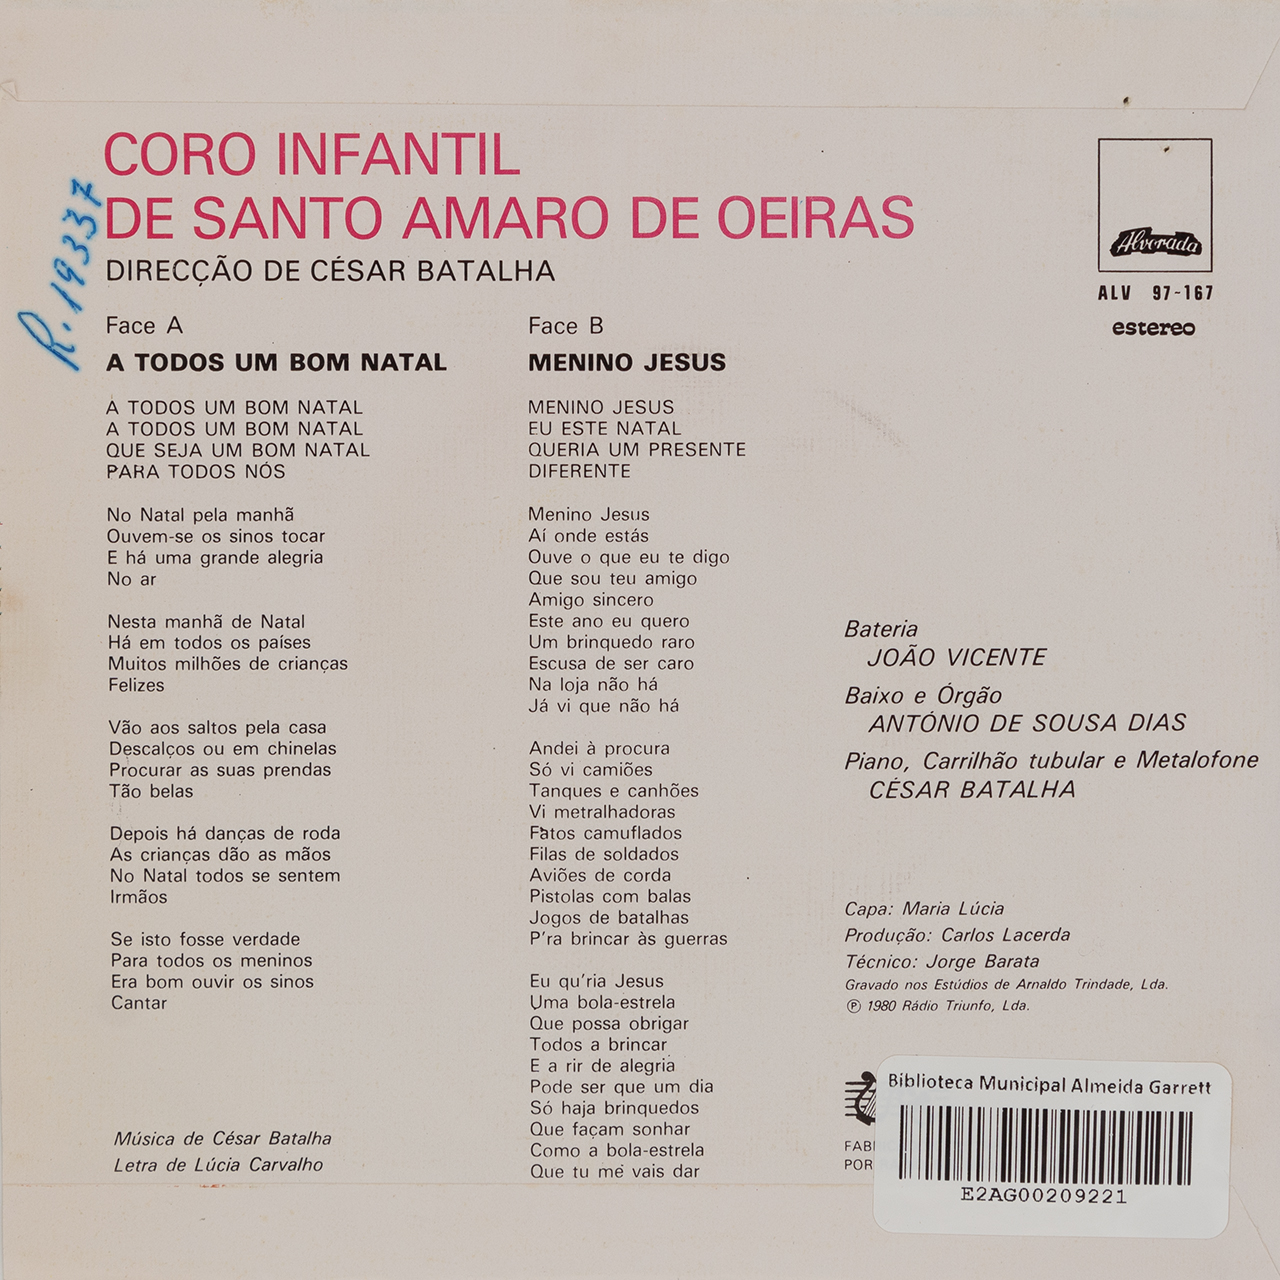 CORO INFANTIL
DE SANTO AMARO DE OEIRAS
DIRECÇÃO DE CÉSAR BATALHA
R. 19337
Alvorada
ALV 97-167
estereo
Face A
A TODOS UM BOM NATAL
A TODOS UM BOM NATAL
A TODOS UM BOM NATAL
QUE SEJA UM BOM NATAL
PARA TODOS NÓS
No Natal pela manhã
Ouvem-se os sinos tocar
E há uma grande alegria
No ar
Nesta manhã de Natal
Há em todos os países
Muitos milhões de crianças
Felizes
Vão aos saltos pela casa
Descalços ou em chinelas
Procurar as suas prendas
Tão belas
Depois há danças de roda
As crianças dão as mãos
No Natal todos se sentem
Irmãos
Se isto fosse verdade
Para todos os meninos
Era bom ouvir os sinos
Cantar
Música de César Batalha
Letra de Lúcia Carvalho
Face B
MENINO JESUS
MENINO JESUS
EU ESTE NATAL
QUERIA UM PRESENTE
DIFERENTE
Menino Jesus
Aí onde estás
Ouve o que eu te digo
Que sou teu amigo
Amigo sincero
Este ano eu quero
Um brinquedo raro
Escusa de ser caro
Na loja não há
Já vi que não há
Andei à procura
Só vi camiões
Tanques e canhões
Vi metralhadoras
Fatos camuflados
Filas de soldados
Aviões de corda
Pistolas com balas
Jogos de batalhas
P'ra brincar às guerras
Eu qu'ria Jesus
Uma bola-estrela
Que possa obrigar
Todos a brincar
E a rir de alegria
Pode ser que um dia
Só haja brinquedos
Que façam sonhar
Como a bola-estrela
Que tu me vais dar
Bateria
JOÃO VICENTE
Baixo e Órgão
ANTÓNIO DE SOUSA DIAS
Piano, Carrilhão tubular e Metalofone
CÉSAR BATALHA
Capa: Maria Lúcia
Produção: Carlos Lacerda
Técnico: Jorge Barata
Gravado nos Estúdios de Arnaldo Trindade, Lda.
℗ 1980 Rádio Triunfo, Lda.
Biblioteca Municipal Almeida Garrett
E2AG00209221